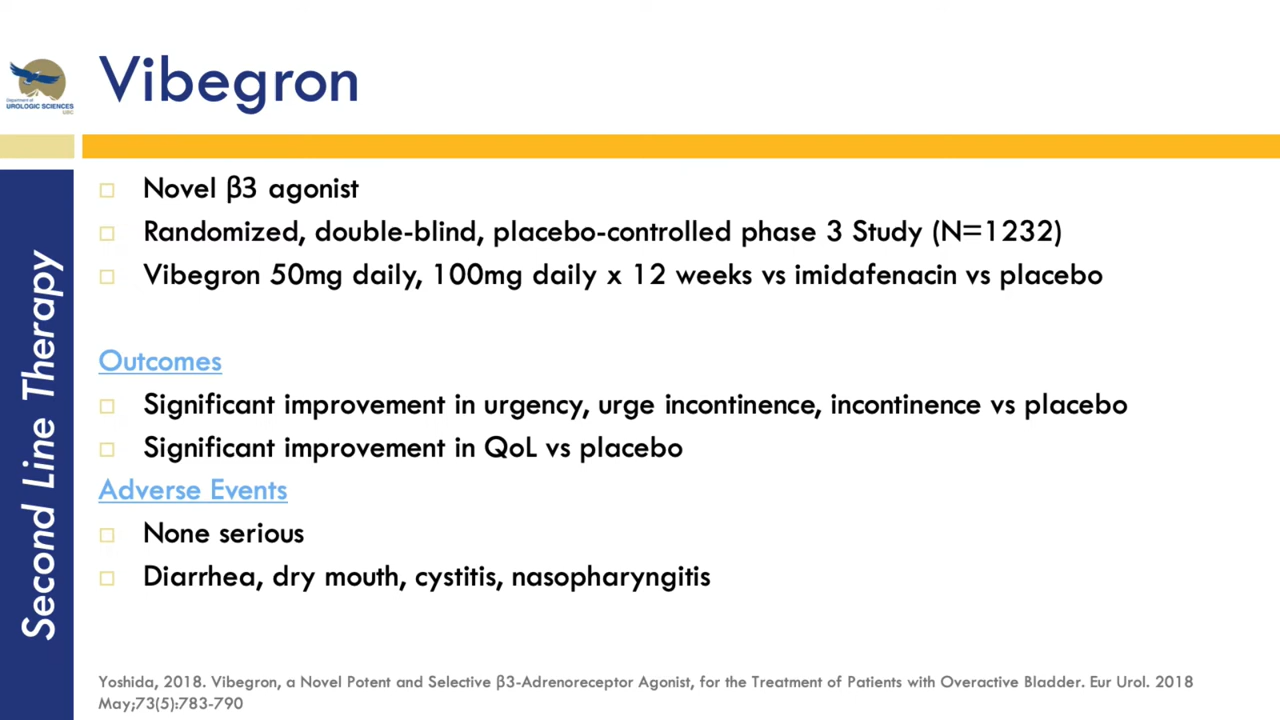 Vibegron
Department of
UROLOGIC SCIENCES
UBC
Second Line Therapy
Novel β3 agonist
Randomized, double-blind, placebo-controlled phase 3 Study (N=1232)
Vibegron 50mg daily, 100mg daily x 12 weeks vs imidafenacin vs placebo
Outcomes
Significant improvement in urgency, urge incontinence, incontinence vs placebo
Significant improvement in QoL vs placebo
Adverse Events
None serious
Diarrhea, dry mouth, cystitis, nasopharyngitis
Yoshida, 2018. Vibegron, a Novel Potent and Selective β3-Adrenoreceptor Agonist, for the Treatment of Patients with Overactive Bladder. Eur Urol. 2018
May;73(5):783-790